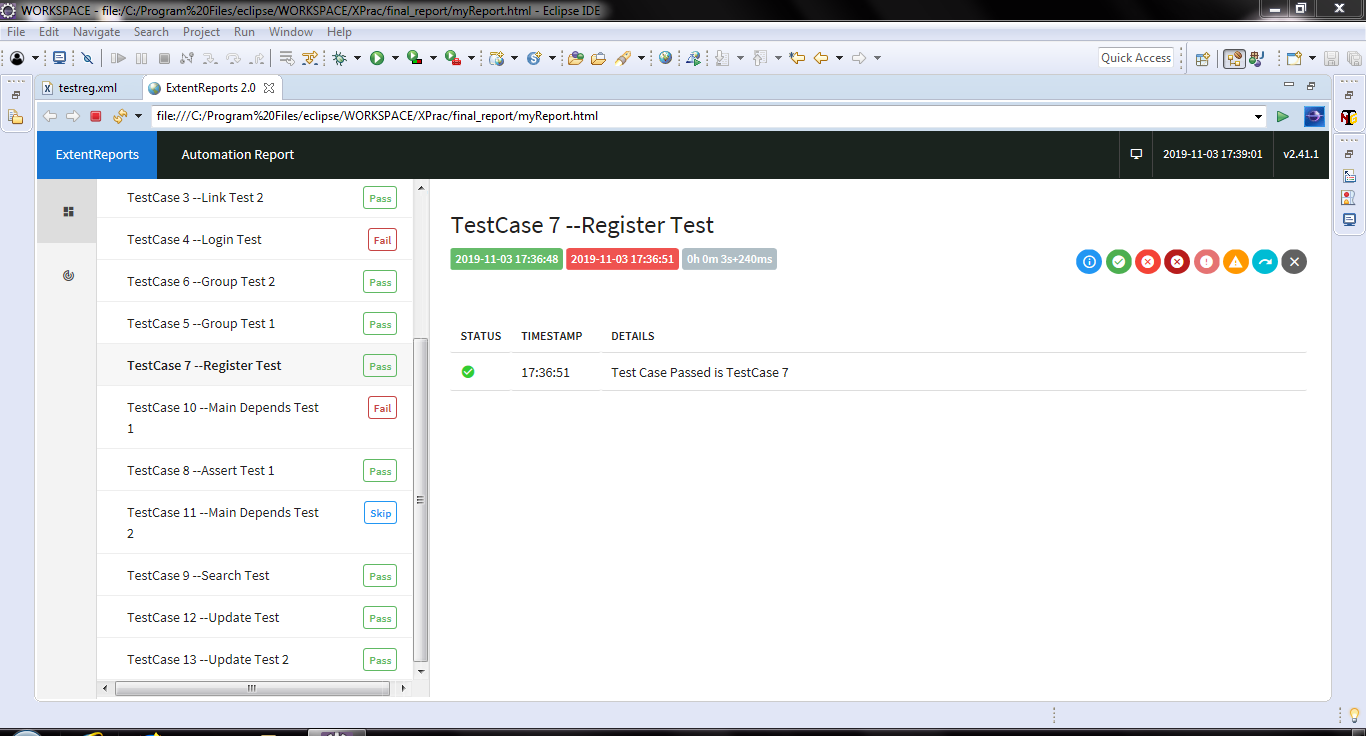 WORKSPACE - file:/C:/Program%20Files/eclipse/WORKSPACE/XPrac/final_report/myReport.html - Eclipse IDE
File Edit Navigate Search Project Run Window Help
Quick Access
testreg.xml ExtentReports 2.0
file:///C:/Program%20Files/eclipse/WORKSPACE/XPrac/final_report/myReport.html
ExtentReports Automation Report 2019-11-03 17:39:01 v2.41.1
TestCase 3 --Link Test 2 Pass
TestCase 4 --Login Test Fail
TestCase 6 --Group Test 2 Pass
TestCase 5 --Group Test 1 Pass
TestCase 7 --Register Test Pass
TestCase 10 --Main Depends Test Fail
1
TestCase 8 --Assert Test 1 Pass
TestCase 11 --Main Depends Test Skip
2
TestCase 9 --Search Test Pass
TestCase 12 --Update Test Pass
TestCase 13 --Update Test 2 Pass
TestCase 7 --Register Test
2019-11-03 17:36:48 2019-11-03 17:36:51 0h 0m 3s+240ms
STATUS TIMESTAMP DETAILS
17:36:51 Test Case Passed is TestCase 7